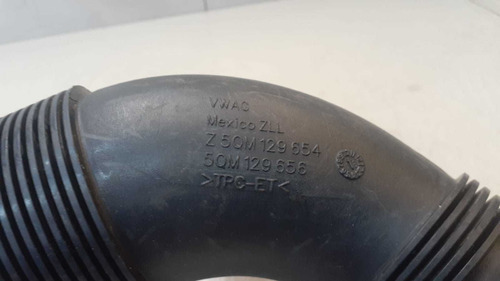 VWAG
Mexico ZLL
Z 5QM 129 654
5QM 129 656
>TPC-ET<